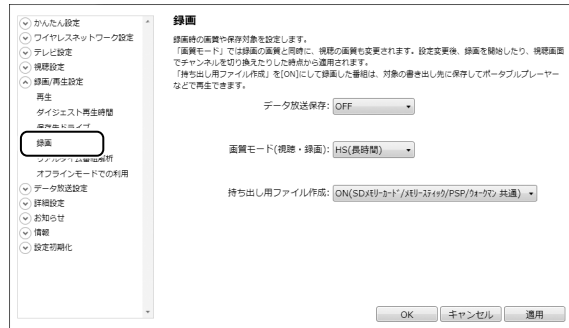 かんたん設定
ワイヤレスネットワーク設定
テレビ設定
視聴設定
録画/再生設定
再生
ダイジェスト再生時間
保存先ドライブ
録画
リアルタイム番組解析
オフラインモードでの利用
データ放送設定
詳細設定
お知らせ
情報
設定初期化
録画
録画時の画質や保存対象を設定します。
「画質モード」では録画の画質と同時に、視聴の画質も変更されます。設定変更後、録画を開始したり、視聴画面
でチャンネルを切り換えたりした時点から適用されます。
「持ち出し用ファイル作成」を[ON]にして録画した番組は、対象の書き出し先に保存してポータブルプレーヤー
などで再生できます。
データ放送保存: OFF
画質モード(視聴・録画): HS(長時間)
持ち出し用ファイル作成: ON(SDﾒﾓﾘｰｶｰﾄﾞ/ﾒﾓﾘｰｽﾃｨｯｸ/PSP/ｳｫｰｸﾏﾝ 共通)
OK キャンセル 適用